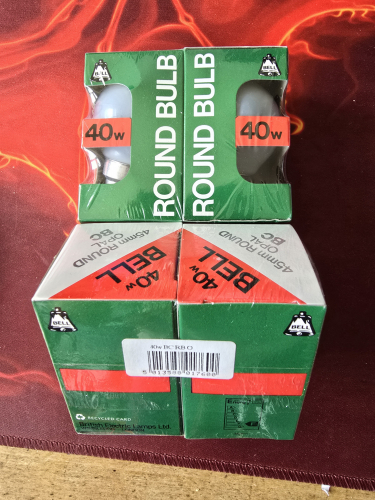 BELL
BELL
40w
ROUND BULB
ROUND BULB
40w
45mm ROUND
OPAL
BC
40w
BELL
45mm ROUND
OPAL
BC
40w
BELL
BELL
BELL
40w BC RB O
RECYCLED CARD
British Electric Lamps Ltd.